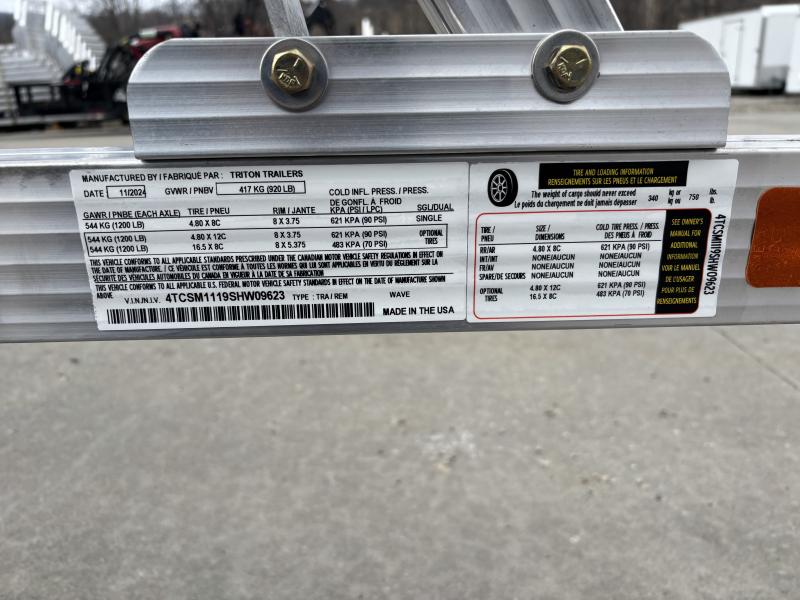 MANUFACTURED BY / FABRIQUÉ PAR : TRITON TRAILERS
DATE 11/2024 GVWR / PNBV 417 KG (920 LB)
COLD INFL. PRESS. / PRESS.
DE GONFL. À FROID
GAWR / PNBE (EACH AXLE) TIRE / PNEU RIM / JANTE KPA (PSI / LPC) SGL/DUAL
544 KG (1200 LB) 4.80 X 8C 8 X 3.75 621 KPA (90 PSI) SINGLE
544 KG (1200 LB) 4.80 X 12C 8 X 3.75 621 KPA (90 PSI) OPTIONAL
544 KG (1200 LB) 16.5 X 8C 8 X 5.375 483 KPA (70 PSI) TIRES
THIS VEHICLE CONFORMS TO ALL APPLICABLE STANDARDS PRESCRIBED UNDER THE CANADIAN MOTOR VEHICLE SAFETY REGULATIONS IN EFFECT ON
THE DATE OF MANUFACTURE. / CE VÉHICULE EST CONFORME À TOUTES LES NORMES QUI LUI SONT APPLICABLES EN VERTU DU RÈGLEMENT SUR LA
SÉCURITÉ DES VÉHICULES AUTOMOBILES DU CANADA EN VIGUEUR À LA DATE DE SA FABRICATION
THIS VEHICLE CONFORMS TO ALL APPLICABLE U.S. FEDERAL MOTOR VEHICLE SAFETY STANDARDS IN EFFECT ON THE DATE OF MANUFACTURE SHOWN
ABOVE.
V.I.N./N.I.V. 4TCSM1119SHW09623 TYPE : TRA / REM WAVE
MADE IN THE USA
TIRE AND LOADING INFORMATION
RENSEIGNEMENTS SUR LES PNEUS ET LE CHARGEMENT
The weight of cargo should never exceed 340 kg or 750 lbs.
Le poids du chargement ne doit jamais dépasser kg ou lb.
TIRE / SIZE / COLD TIRE PRESS. / PRESS.
PNEU DIMENSIONS DES PNEUS À FROID
RR/AR 4.80 X 8C 621 KPA (90 PSI)
INT/INT NONE/AUCUN NONE/AUCUN
FR/AV NONE/AUCUN NONE/AUCUN
SPARE/DE SECOURS NONE/AUCUN NONE/AUCUN
OPTIONAL 4.80 X 12C 621 KPA (90 PSI)
TIRES 16.5 X 8C 483 KPA (70 PSI)
SEE OWNER'S
MANUAL FOR
ADDITIONAL
INFORMATION
VOIR LE MANUEL
DE L'USAGER
POUR PLUS DE
RENSEIGNEMENTS
4TCSM1119SHW09623